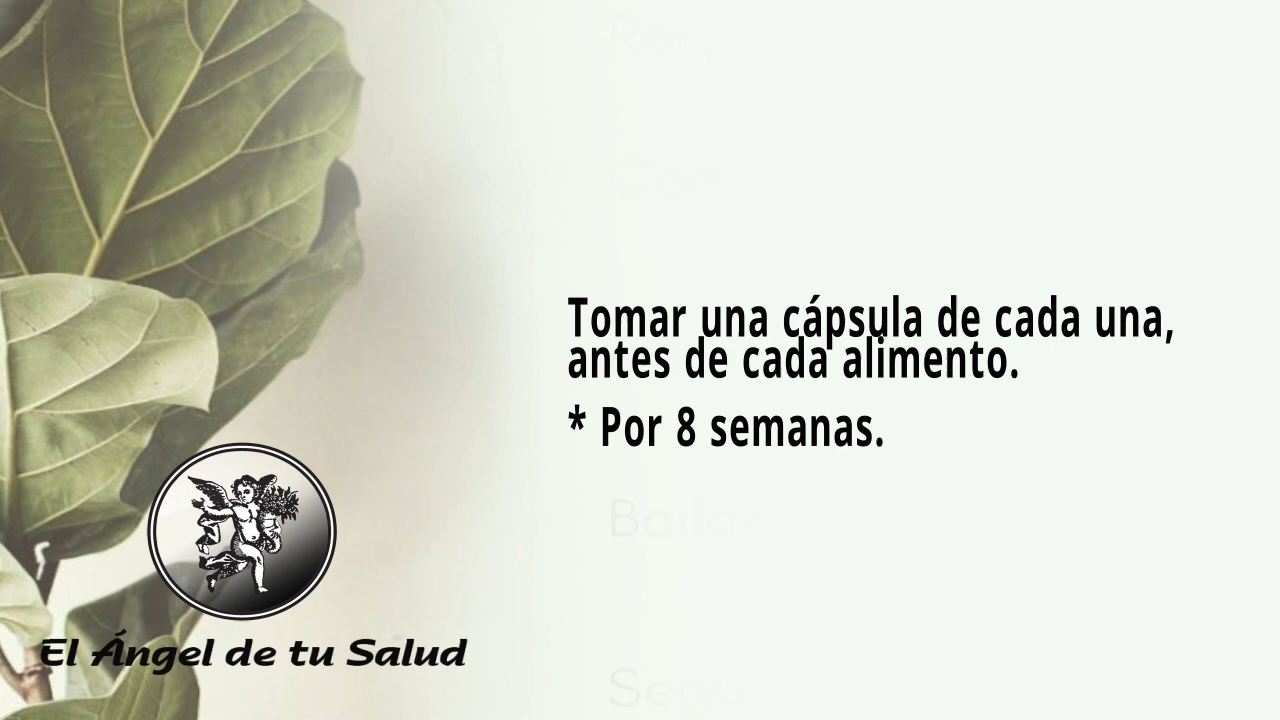 Tomar una cápsula de cada una,
antes de cada alimento.
* Por 8 semanas.
El Ángel de tu Salud